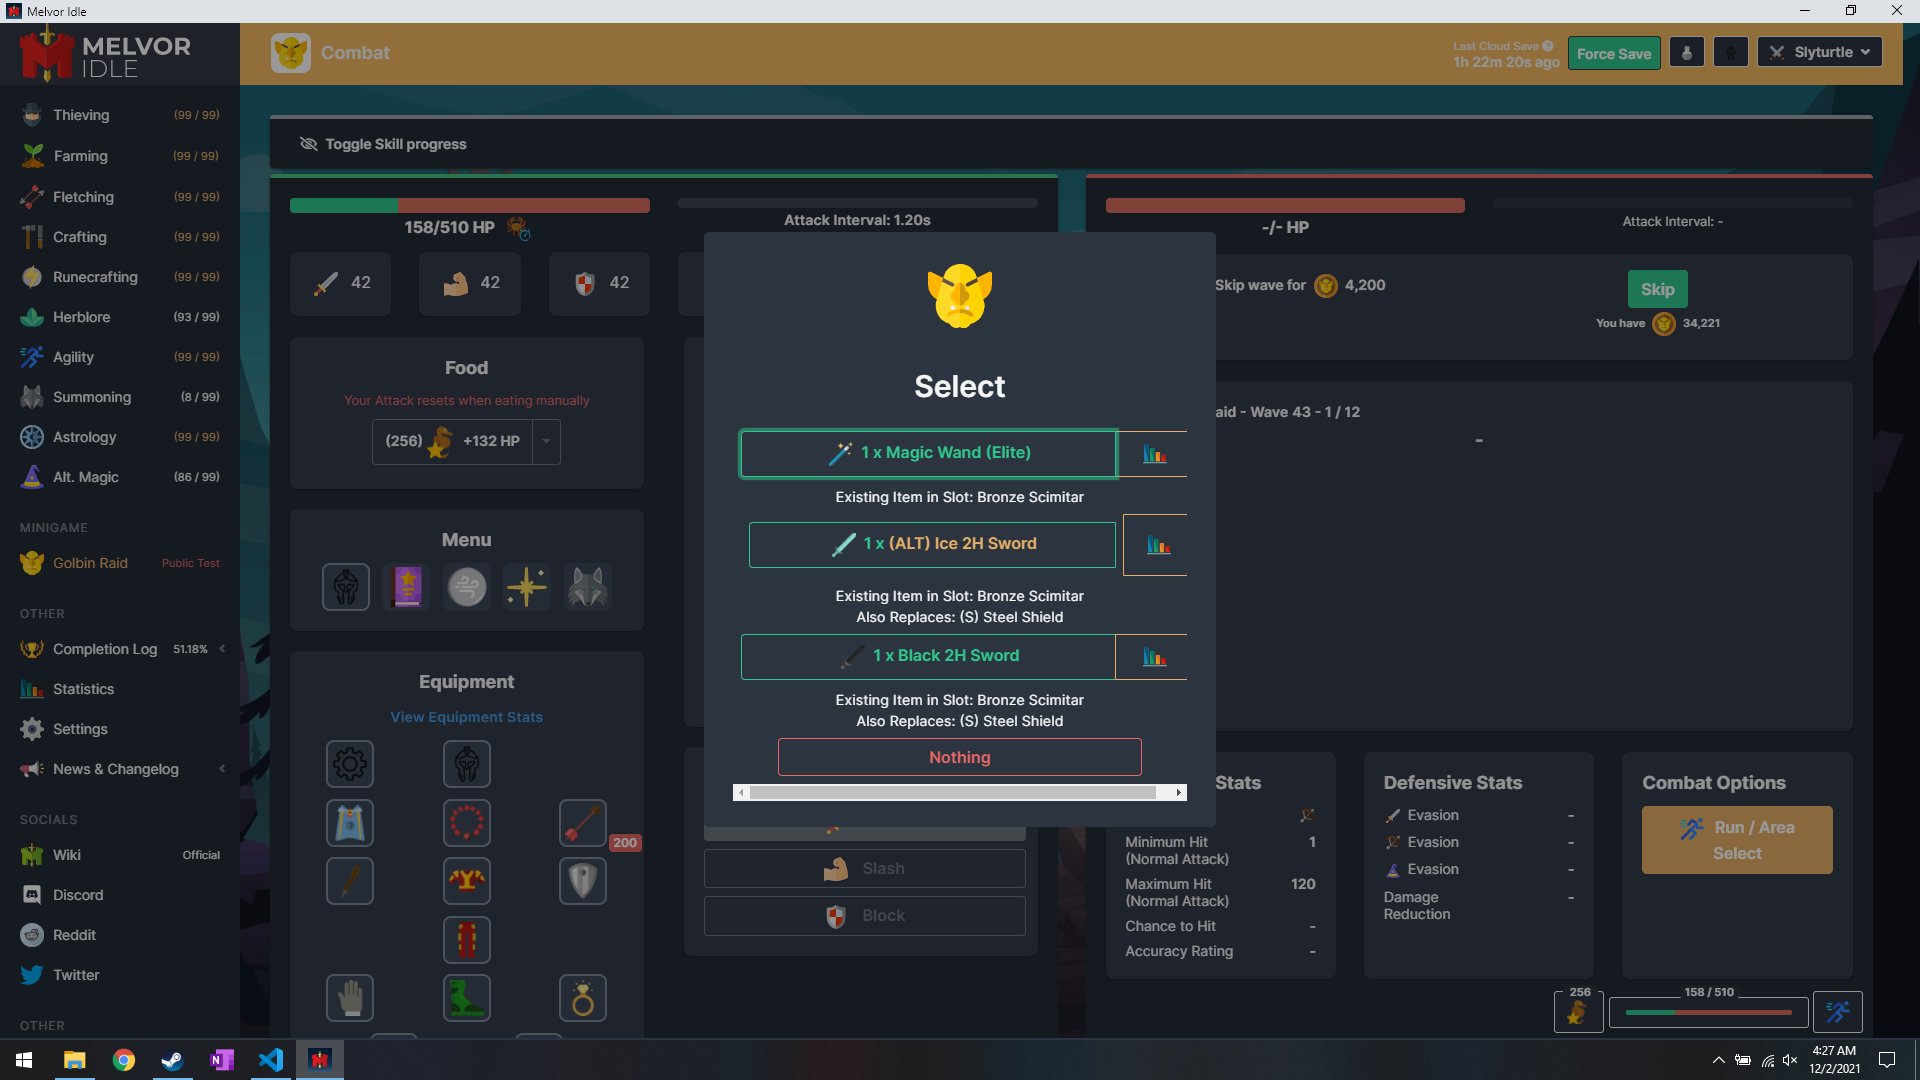 Melvor Idle
MELVOR
IDLE
Combat
Last Cloud Save
1h 22m 20s ago
Force Save
Slyturtle
Thieving (99 / 99)
Farming (99 / 99)
Fletching (99 / 99)
Crafting (99 / 99)
Runecrafting (99 / 99)
Herblore (93 / 99)
Agility (99 / 99)
Summoning (8 / 99)
Astrology (99 / 99)
Alt. Magic (86 / 99)
MINIGAME
Golbin Raid Public Test
OTHER
Completion Log 51.18%
Statistics
Settings
News & Changelog
SOCIALS
Wiki Official
Discord
Reddit
Twitter
OTHER
Toggle Skill progress
158/510 HP
Attack Interval: 1.20s
42
42
42
Food
Your Attack resets when eating manually
(256) +132 HP
Menu
Equipment
View Equipment Stats
200
Select
1 x Magic Wand (Elite)
Existing Item in Slot: Bronze Scimitar
1 x (ALT) Ice 2H Sword
Existing Item in Slot: Bronze Scimitar
Also Replaces: (S) Steel Shield
1 x Black 2H Sword
Existing Item in Slot: Bronze Scimitar
Also Replaces: (S) Steel Shield
Nothing
Slash
Block
-/- HP
Attack Interval: -
Skip wave for 4,200
Skip
You have 34,221
aid - Wave 43 - 1 / 12
-
Stats
Minimum Hit
(Normal Attack) 1
Maximum Hit
(Normal Attack) 120
Chance to Hit -
Accuracy Rating -
Defensive Stats
Evasion -
Evasion -
Evasion -
Damage
Reduction -
Combat Options
Run / Area
Select
256
158 / 510
4:27 AM
12/2/2021